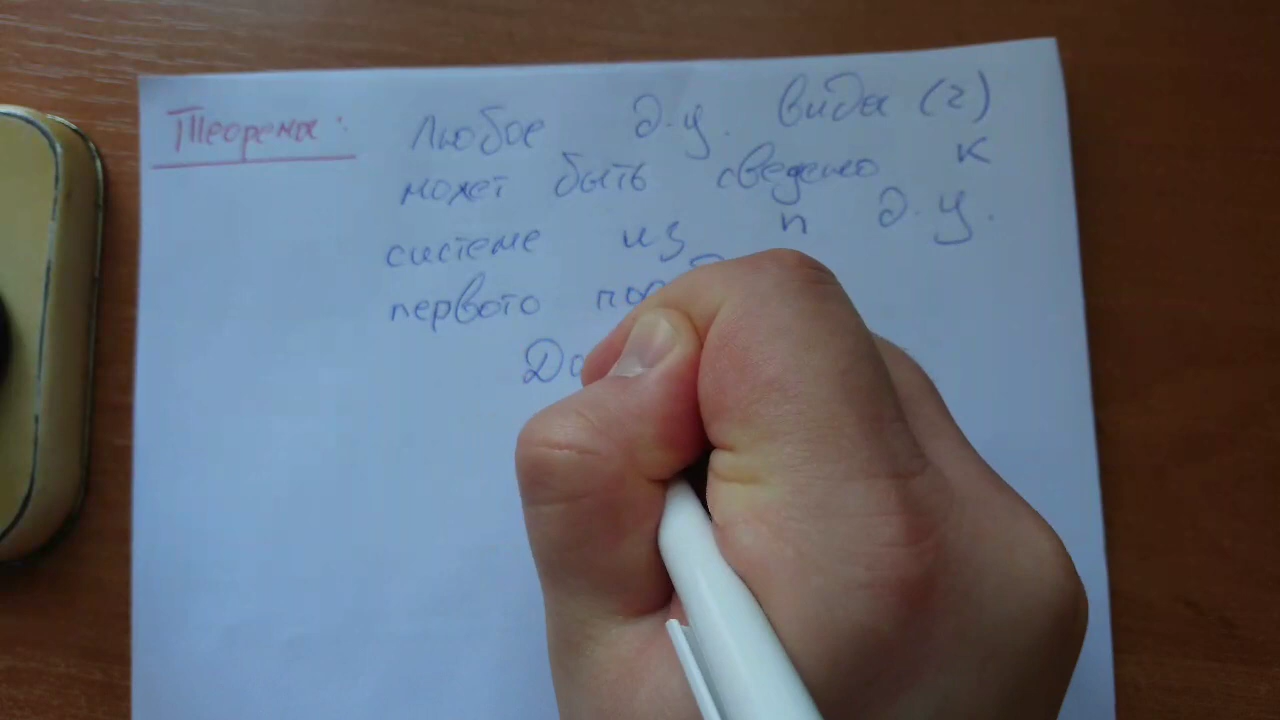 Теорема: Любое д.у. вида (2)
может быть сведено к
системе из n д.у.
первого